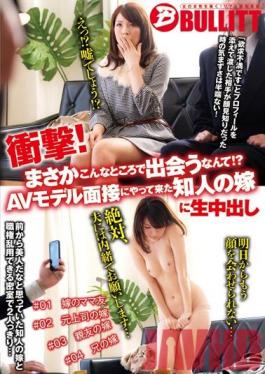 BULLITT
「欲求不満です」とプロフィールを
添えて渡した相手が顔見知りだった
時の気まずさは半端ない!
えっ!?嘘でしょう!?
衝撃!
まさかこんなところで出会うなんて!?
AVモデル面接にやって来た知人の嫁
に生中出し
絶対、夫には内緒でお願いします…
明日からもう
顔を会わせられない…
前から美人だなと思っていた知人の嫁と
職権乱用できる密室で2人っきり…
#01 嫁のママ友
#02 元上司の嫁
#03 親友の嫁
#04 兄の嫁